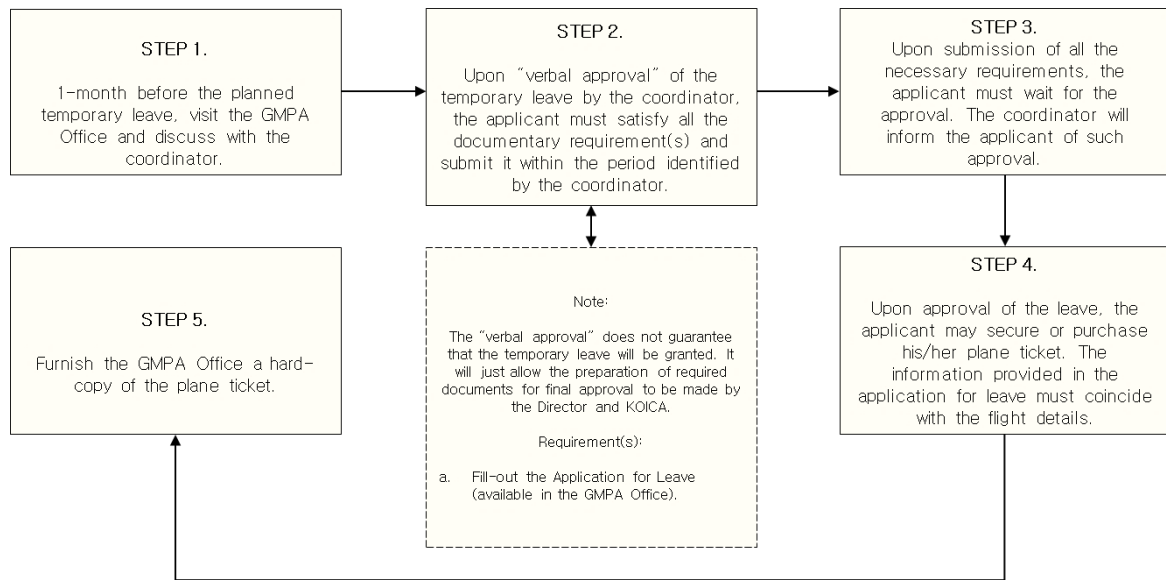 STEP 1.
1-month before the planned
temporary leave, visit the GMPA
Office and discuss with the
coordinator.
STEP 2.
Upon “verbal approval” of the
temporary leave by the coordinator,
the applicant must satisfy all the
documentary requirement(s) and
submit it within the period identified
by the coordinator.
STEP 3.
Upon submission of all the
necessary requirements, the
applicant must wait for the
approval. The coordinator will
inform the applicant of such
approval.
Note:
The “verbal approval” does not guarantee
that the temporary leave will be granted. It
will just allow the preparation of required
documents for final approval to be made by
the Director and KOICA.
Requirement(s):
a. Fill-out the Application for Leave
(available in the GMPA Office).
STEP 4.
Upon approval of the leave, the
applicant may secure or purchase
his/her plane ticket. The
information provided in the
application for leave must coincide
with the flight details.
STEP 5.
Furnish the GMPA Office a hard-
copy of the plane ticket.